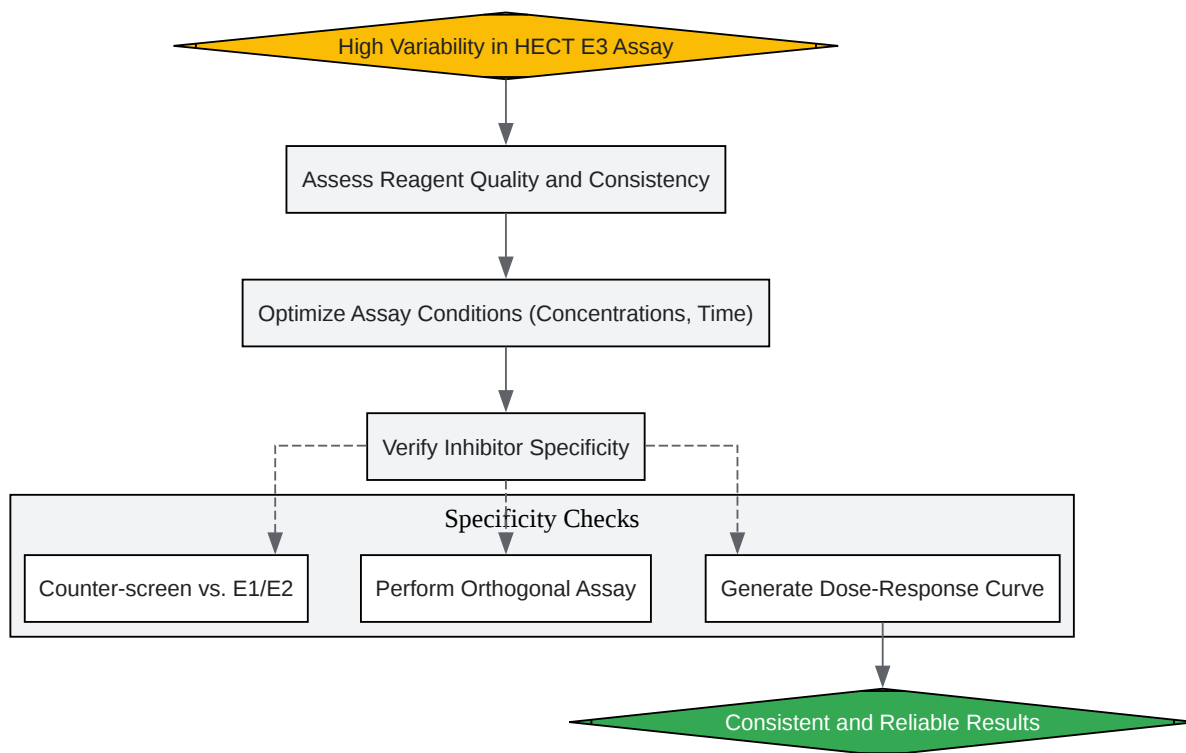 High Variability in HECT E3 Assay
Assess Reagent Quality and Consistency
Optimize Assay Conditions (Concentrations, Time)
Verify Inhibitor Specificity
Specificity Checks
Counter-screen vs. E1/E2
Perform Orthogonal Assay
Generate Dose-Response Curve
Consistent and Reliable Results